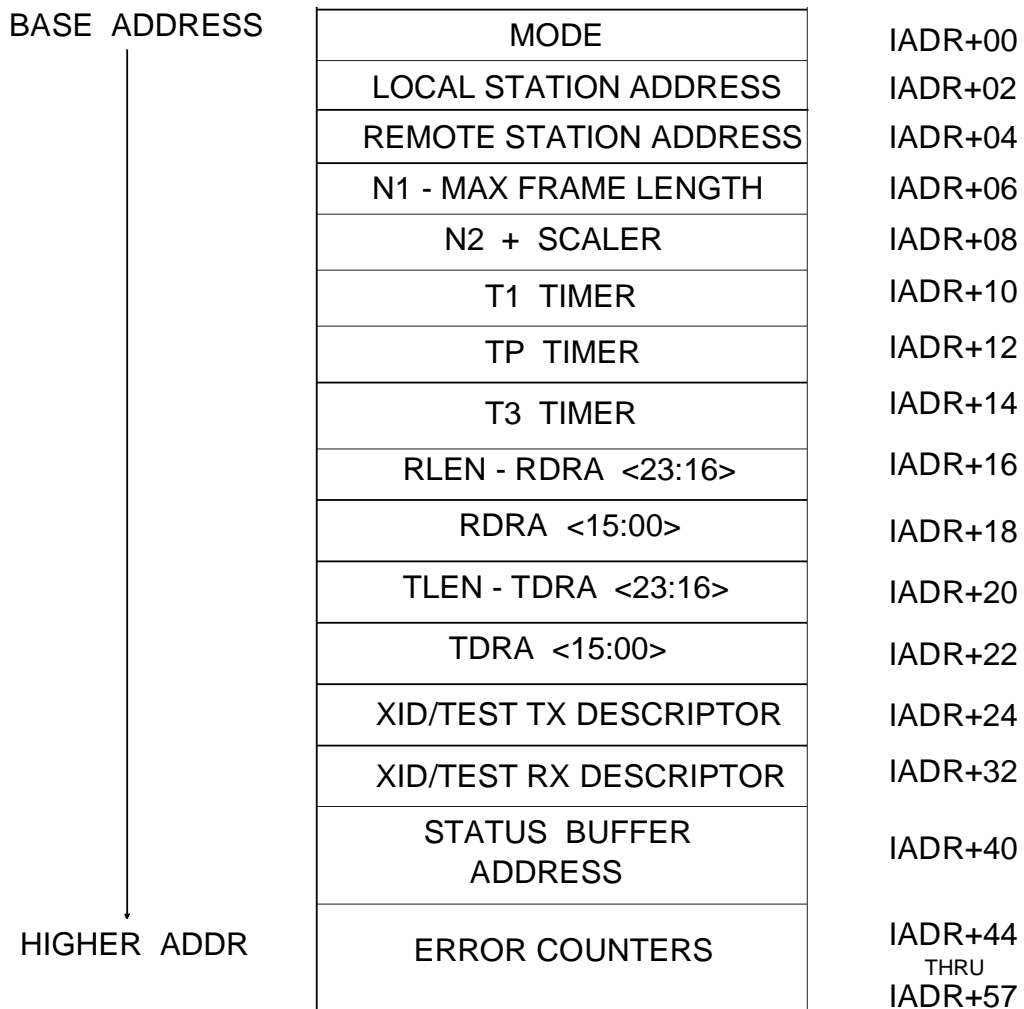 BASE ADDRESS MODE IADR+00
LOCAL STATION ADDRESS IADR+02
REMOTE STATION ADDRESS IADR+04
N1 - MAX FRAME LENGTH IADR+06
N2 + SCALER IADR+08
T1 TIMER IADR+10
TP TIMER IADR+12
T3 TIMER IADR+14
RLEN - RDRA <23:16> IADR+16
RDRA <15:00> IADR+18
TLEN - TDRA <23:16> IADR+20
TDRA <15:00> IADR+22
XID/TEST TX DESCRIPTOR IADR+24
XID/TEST RX DESCRIPTOR IADR+32
STATUS BUFFER
ADDRESS IADR+40
HIGHER ADDR ERROR COUNTERS IADR+44
THRU
IADR+57